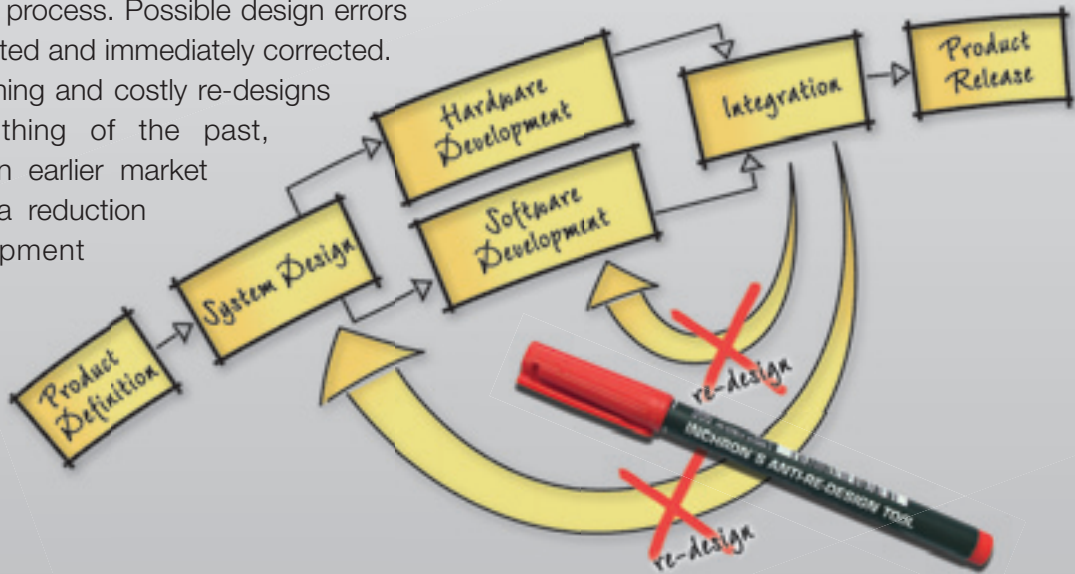 process. Possible design errors
ted and immediately corrected.
ning and costly re-designs
thing of the past,
n earlier market
a reduction
pment
Product
Definition
System Design
Hardware
Development
Software
Development
Integration
Product
Release
re-design
re-design
INCHRON'S ANTI-RE-DESIGN TOOL